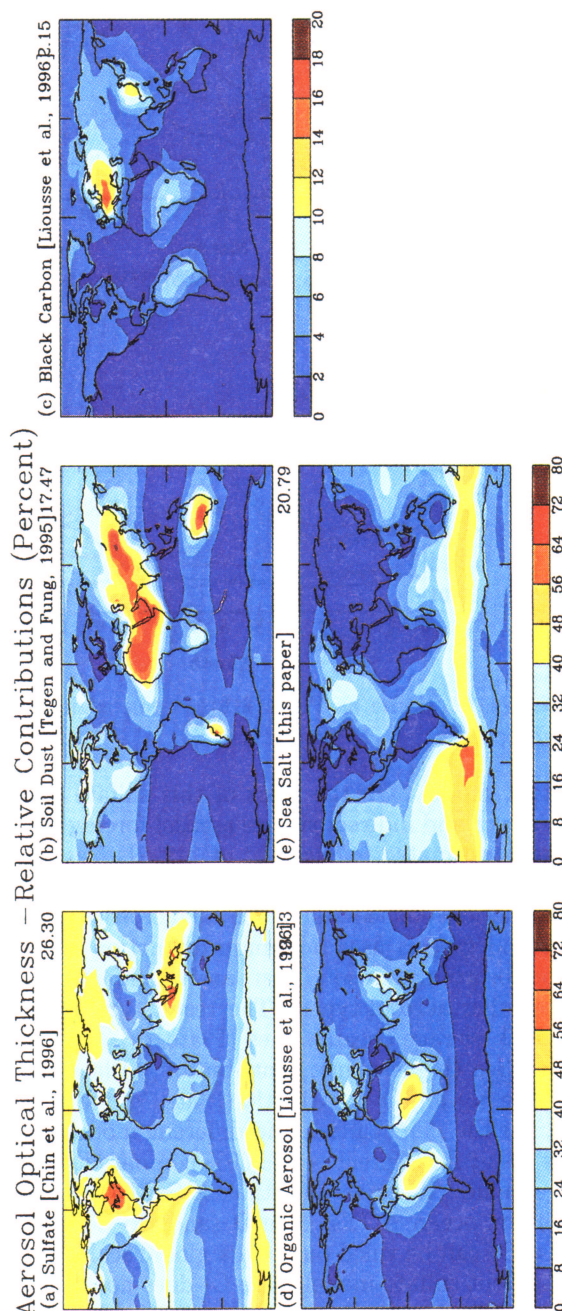 Aerosol Optical Thickness – Relative Contributions (Percent)
(a) Sulfate [Chin et al., 1996] 26.30
(b) Soil Dust [Tegen and Fung, 1995] 17.47
(c) Black Carbon [Liousse et al., 1996] 2.15
(d) Organic Aerosol [Liousse et al.,
(e) Sea Salt [this paper] 20.79
0 8 16 24 32 40 48 56 64 72 80
0 8 16 24 32 40 48 56 64 72 80
0 2 4 6 8 10 12 14 16 18 20